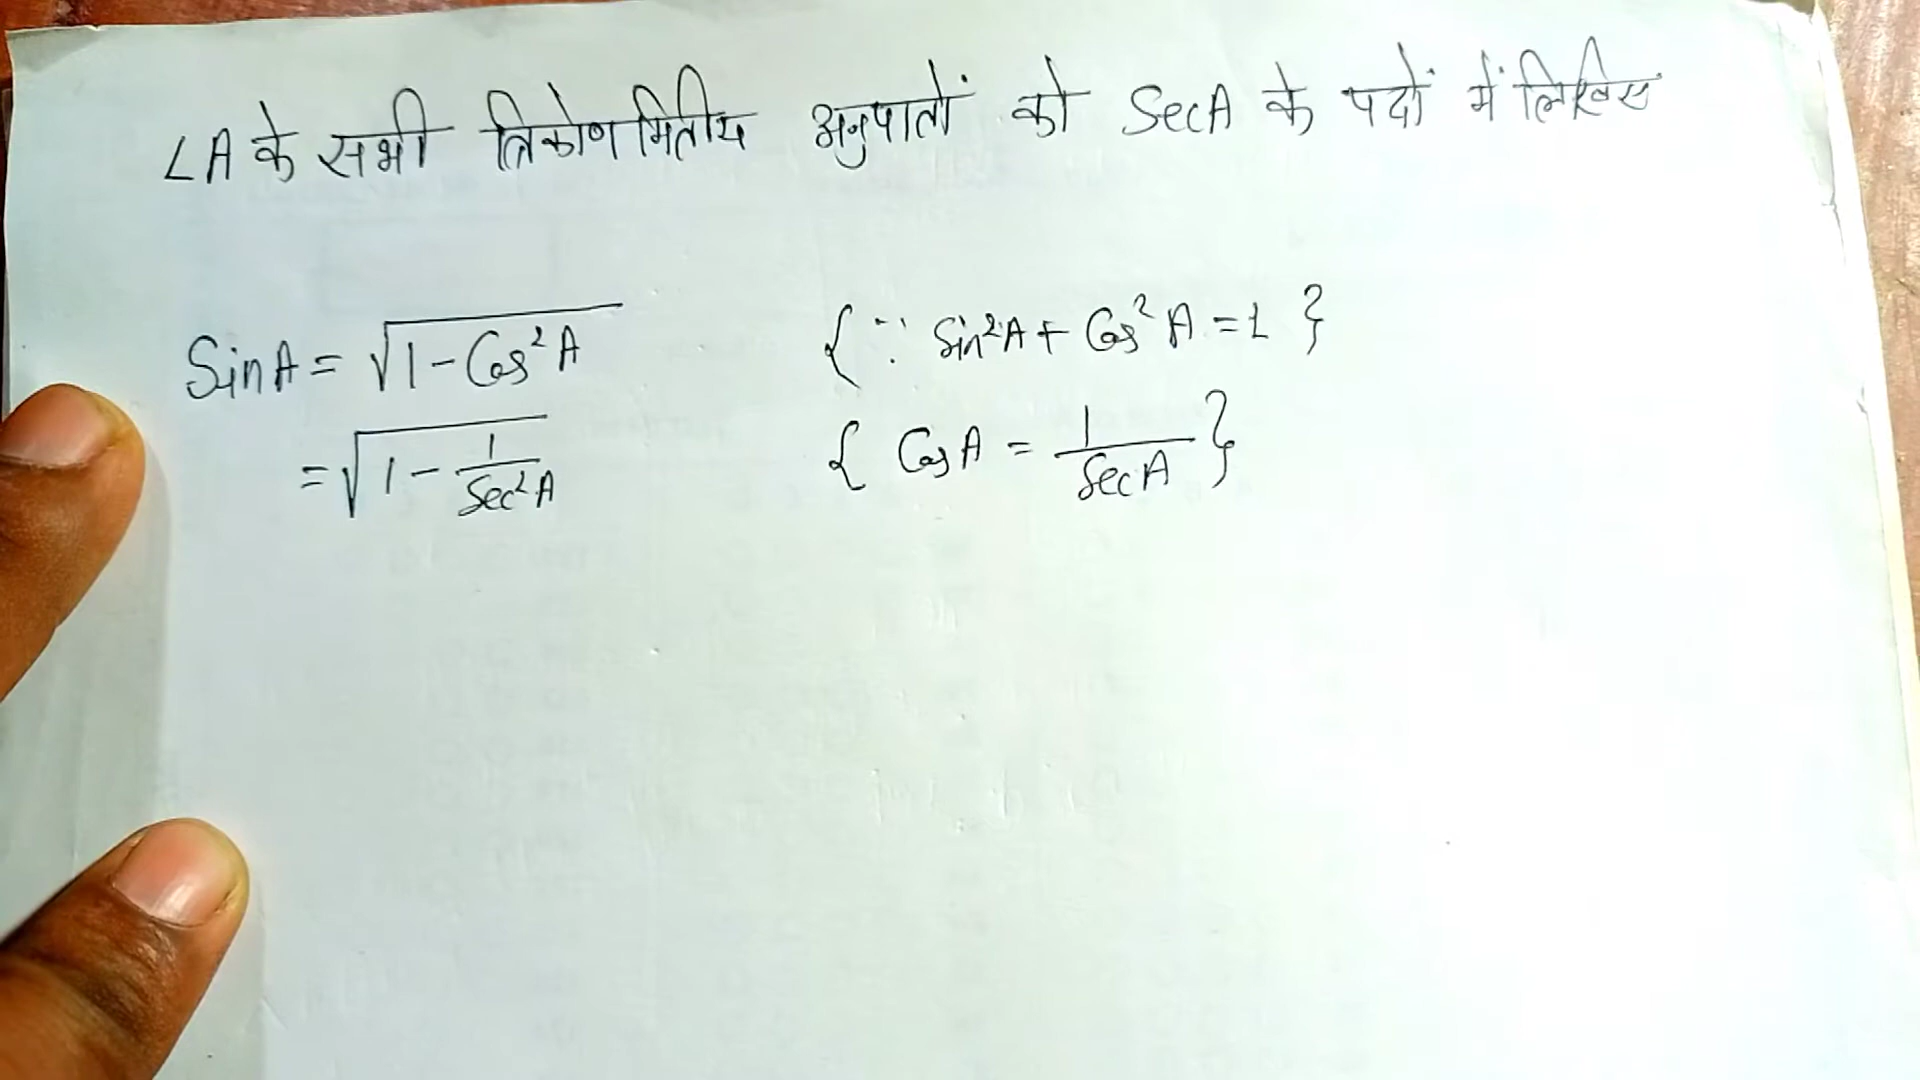 ∠A के सभी त्रिकोणमितीय अनुपातों को SecA के पदों में लिखिए
SinA = √(1 - Cos²A) {∵ Sin²A + Cos²A = 1}
= √(1 - 1/Sec²A) {CosA = 1/SecA}